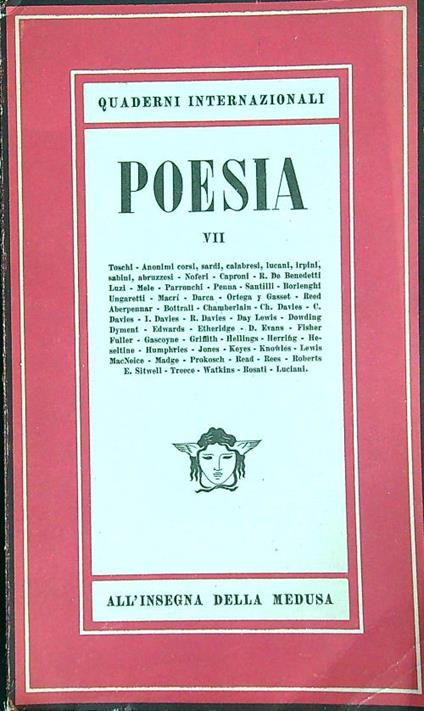 QUADERNI INTERNAZIONALI
POESIA
VII
Toschi - Anonimi corsi, sardi, calabresi, lucani, irpini,
sabini, abruzzesi - Noferi - Caproni - R. De Benedetti
Luzi - Mele - Parronchi - Penna - Santilli - Borlenghi
Ungaretti - Macrí - Darca - Ortega y Gasset - Reed
Aberpennar - Bottrall - Chamberlain - Ch. Davies - C.
Davies - I. Davies - R. Davies - Day Lewis - Dowding
Dyment - Edwards - Etheridge - D. Evans - Fisher
Fuller - Gascoyne - Griffith - Hellings - Herring - He-
seltine - Humphries - Jones - Keyes - Knowles - Lewis
MacNeice - Madge - Prokosch - Read - Rees - Roberts
E. Sitwell - Treece - Watkins - Rosati - Luciani.
ALL'INSEGNA DELLA MEDUSA